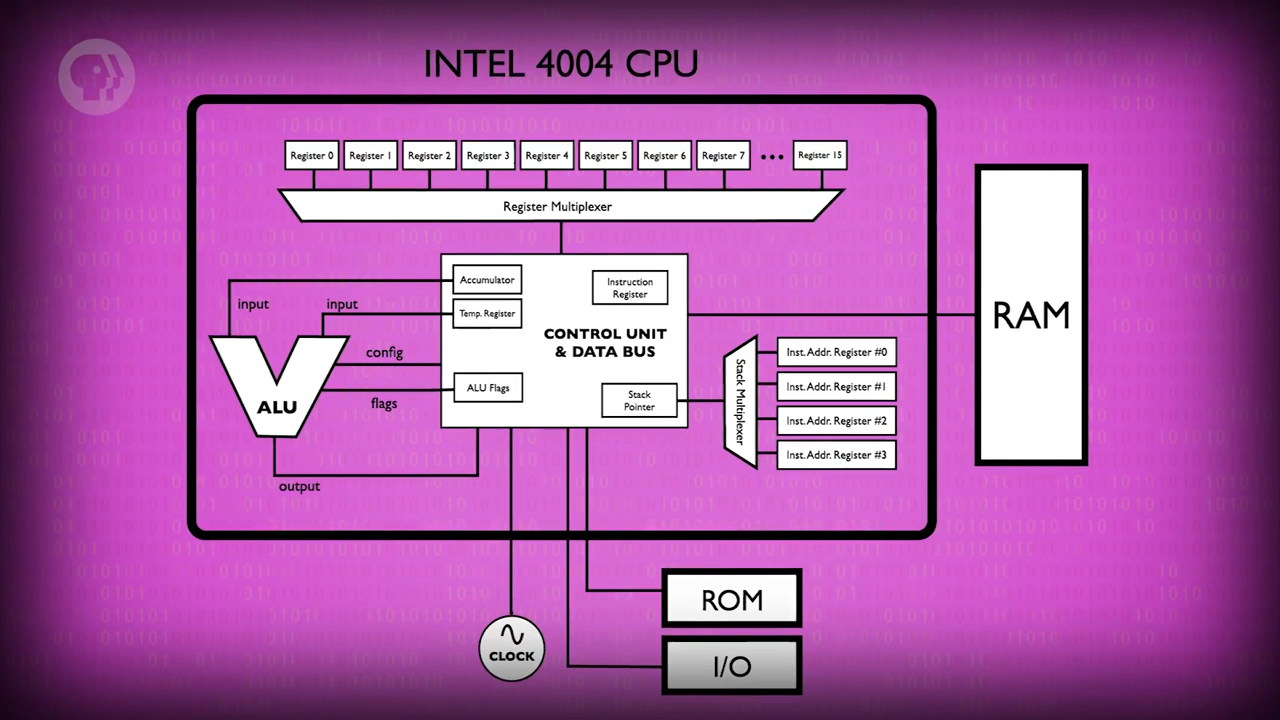 INTEL 4004 CPU
Register 0
Register 1
Register 2
Register 3
Register 4
Register 5
Register 6
Register 7
...
Register 15
Register Multiplexer
Accumulator
Instruction
Register
input
input
Temp. Register
CONTROL UNIT
& DATA BUS
RAM
config
ALU Flags
flags
ALU
Stack
Pointer
Stack Multiplexer
Inst. Addr. Register #0
Inst. Addr. Register #1
Inst. Addr. Register #2
Inst. Addr. Register #3
output
ROM
CLOCK
I/O